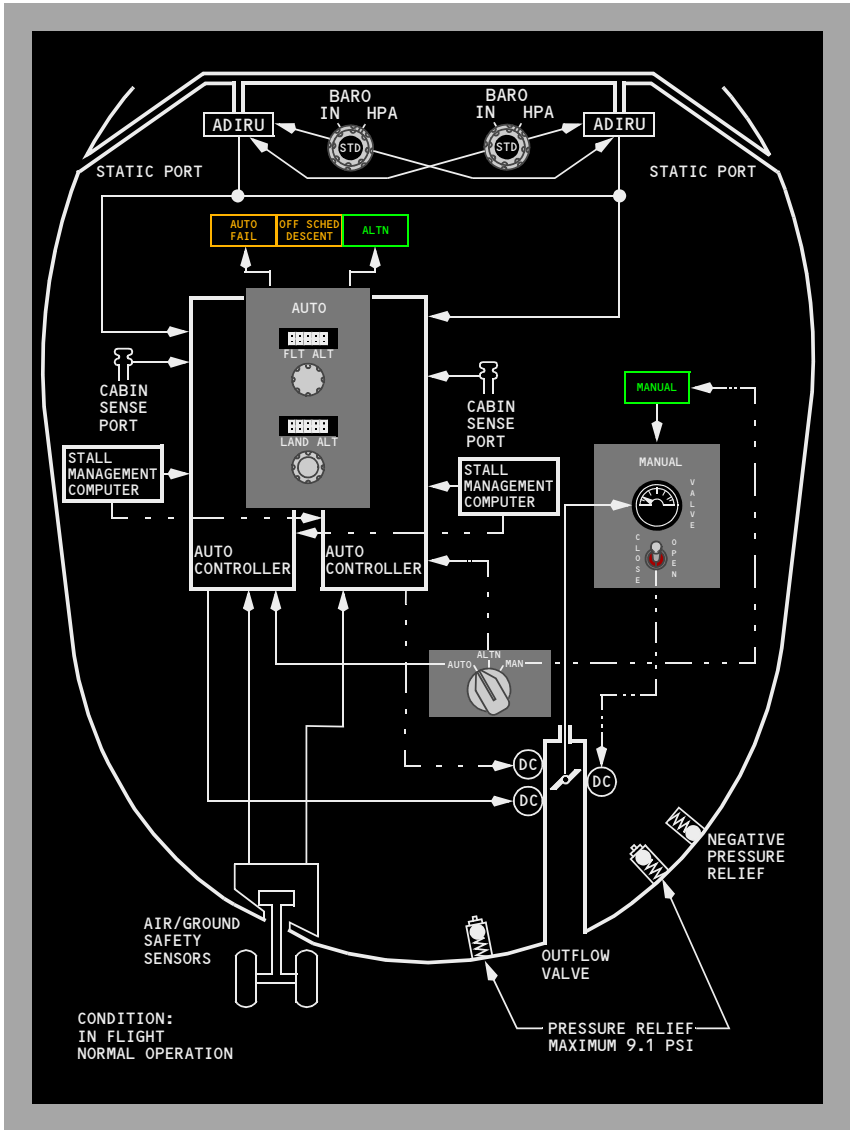 BARO
IN HPA
BARO
IN HPA
ADIRU
STD
STD
ADIRU
STATIC PORT
STATIC PORT
AUTO
FAIL
OFF SCHED
DESCENT
ALTN
AUTO
FLT ALT
LAND ALT
CABIN
SENSE
PORT
CABIN
SENSE
PORT
MANUAL
STALL
MANAGEMENT
COMPUTER
STALL
MANAGEMENT
COMPUTER
MANUAL
VALVE
CLOSE
OPEN
AUTO
CONTROLLER
AUTO
CONTROLLER
ALTN
AUTO
MAN
DC
DC
DC
NEGATIVE
PRESSURE
RELIEF
AIR/GROUND
SAFETY
SENSORS
OUTFLOW
VALVE
CONDITION:
IN FLIGHT
NORMAL OPERATION
PRESSURE RELIEF
MAXIMUM 9.1 PSI